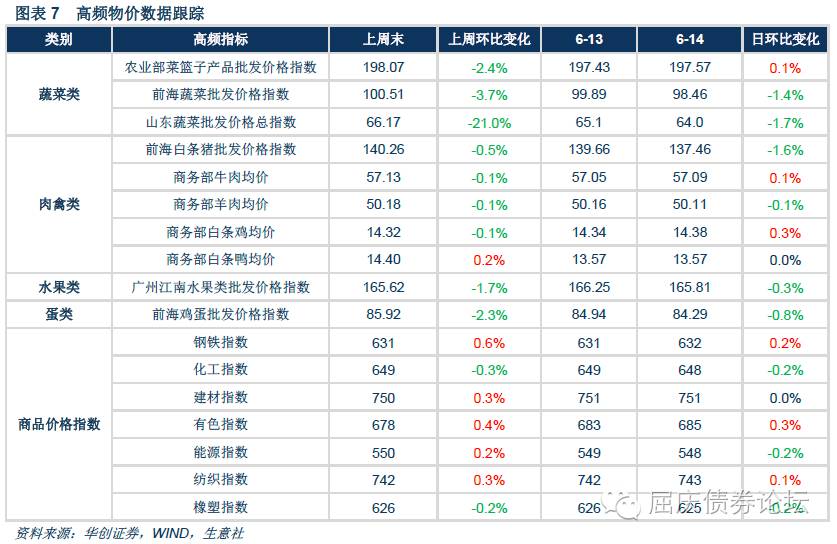 图表 7 高频物价数据跟踪
类别 高频指标 上周末 上周环比变化 6-13 6-14 日环比变化
蔬菜类
农业部菜篮子产品批发价格指数 198.07 -2.4% 197.43 197.57 0.1%
前海蔬菜批发价格指数 100.51 -3.7% 99.89 98.46 -1.4%
山东蔬菜批发价格总指数 66.17 -21.0% 65.1 64.0 -1.7%
肉禽类
前海白条猪批发价格指数 140.26 -0.5% 139.66 137.46 -1.6%
商务部牛肉均价 57.13 -0.1% 57.05 57.09 0.1%
商务部羊肉均价 50.18 -0.1% 50.16 50.11 -0.1%
商务部白条鸡均价 14.32 -0.1% 14.34 14.38 0.3%
商务部白条鸭均价 14.40 0.2% 13.57 13.57 0.0%
水果类 广州江南水果类批发价格指数 165.62 -1.7% 166.25 165.81 -0.3%
蛋类 前海鸡蛋批发价格指数 85.92 -2.3% 84.94 84.29 -0.8%
商品价格指数
钢铁指数 631 0.6% 631 632 0.2%
化工指数 649 -0.3% 649 648 -0.2%
建材指数 750 0.3% 751 751 0.0%
有色指数 678 0.4% 683 685 0.3%
能源指数 550 0.2% 549 548 -0.2%
纺织指数 742 0.3% 742 743 0.1%
橡塑指数 626 -0.2% 626 625 -0.2%
屈庆债券论坛
资料来源：华创证券，WIND，生意社